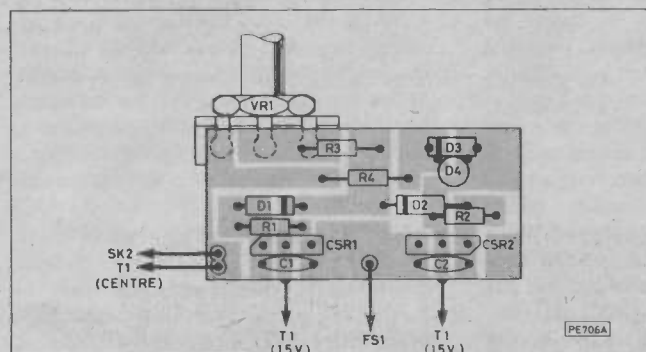 VR1
R3
D3
D4
R4
D1
D2
R1
R2
CSR1
CSR2
SK2
C1
C2
T1
(CENTRE)
T1
(15V)
FS1
T1
(15V)
PE706A